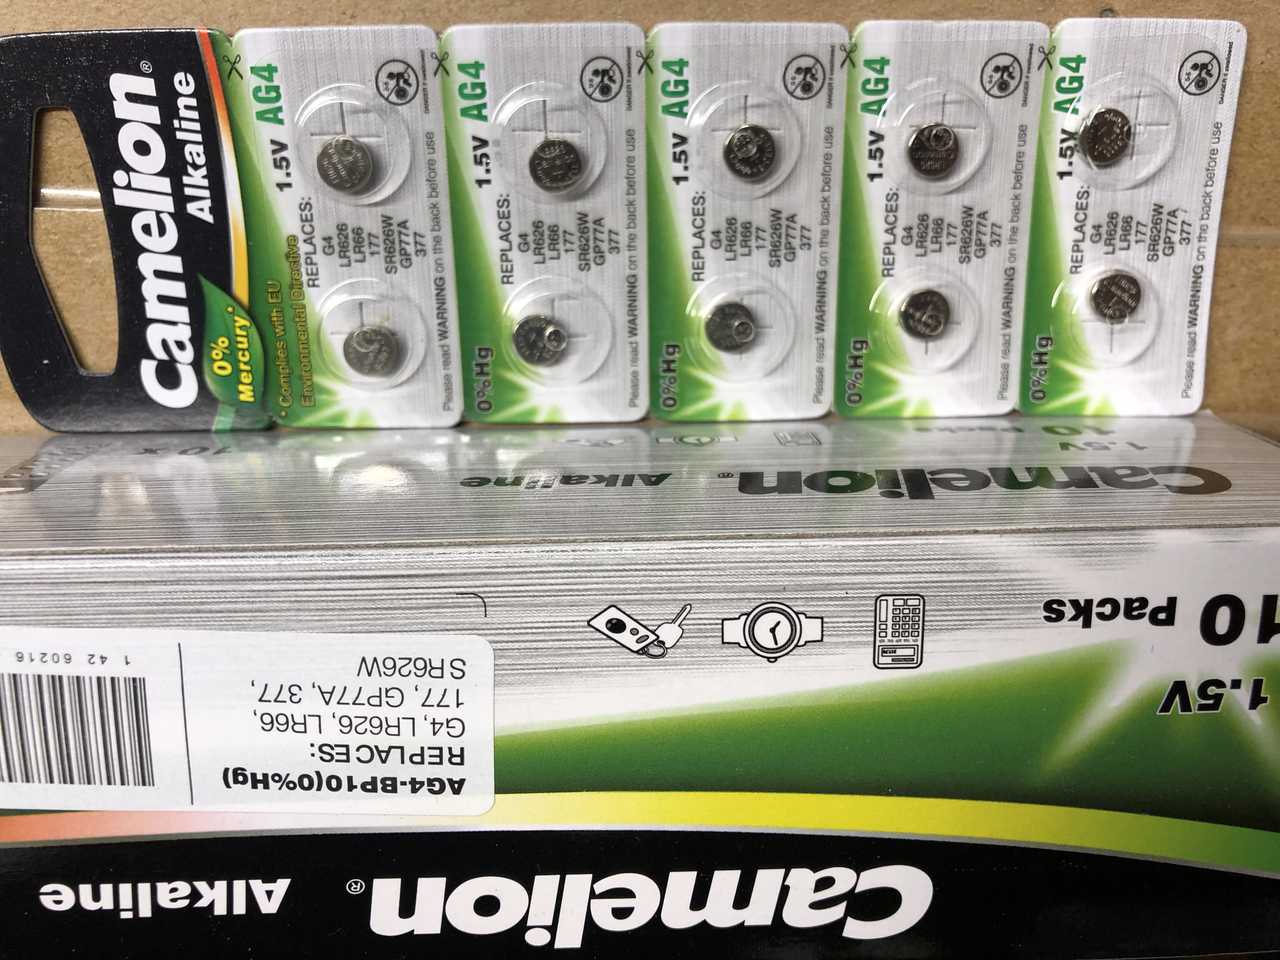 Camelion®
Alkaline
0%
Mercury*
* Complies with EU
Environmental Directive
1.5V AG4
REPLACES:
G4
LR626
LR66
177
SR626W
GP77A
377
Please read WARNING on the back before use
1.5V AG4
REPLACES:
G4
LR626
LR66
177
SR626W
GP77A
377
0%Hg
Please read WARNING on the back before use
1.5V AG4
REPLACES:
G4
LR626
LR66
177
SR626W
GP77A
377
0%Hg
Please read WARNING on the back before use
1.5V AG4
REPLACES:
G4
LR626
LR66
177
SR626W
GP77A
377
0%Hg
Please read WARNING on the back before use
1.5V AG4
REPLACES:
G4
LR626
LR66
177
SR626W
GP77A
377
0%Hg
Please read WARNING on the back before use
Camelion® Alkaline
1.5V
10 Packs
10x
Camelion® Alkaline
AG4-BP10(0%Hg)
REPLACES:
G4, LR626, LR66,
177, GP77A, 377,
SR626W
1 42 60216
1.5V
10 Packs